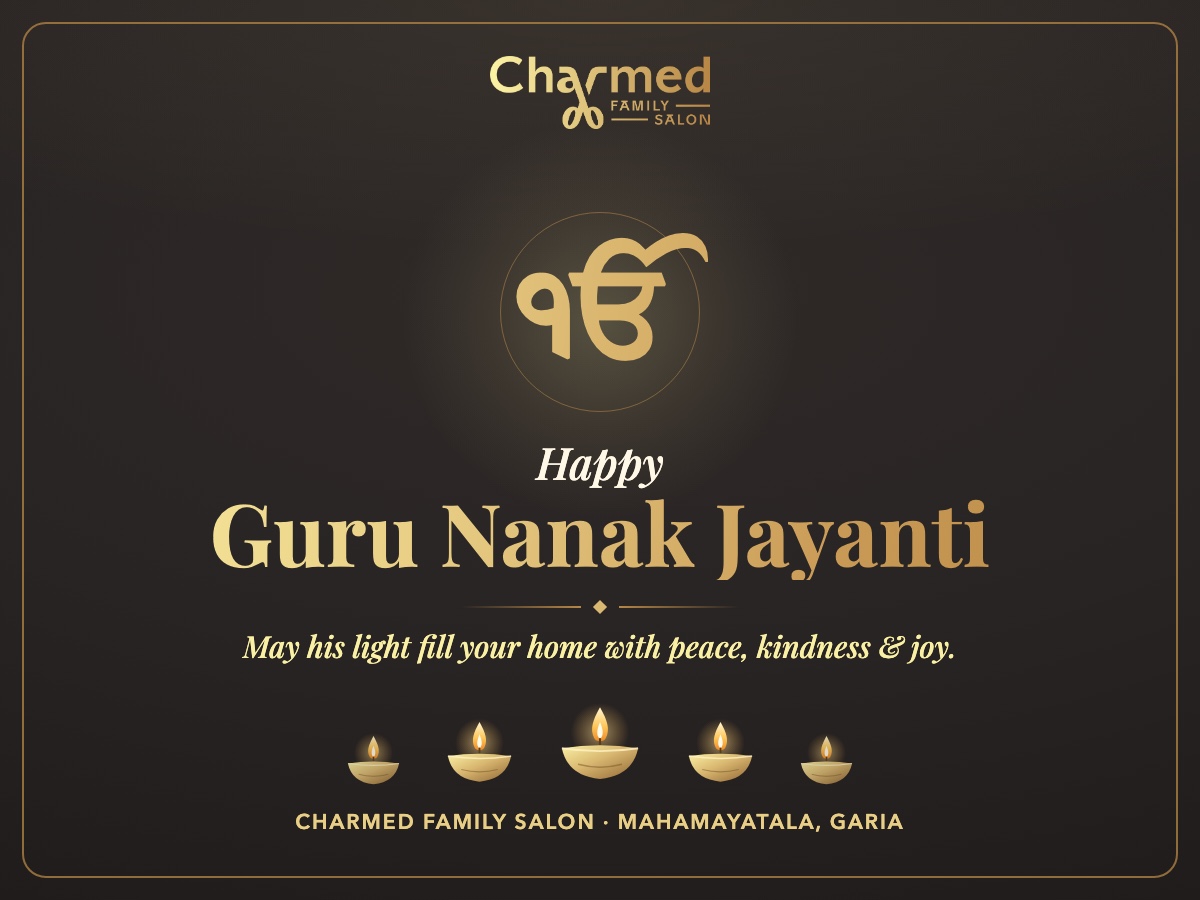 Charmed
FAMILY
SALON
ੴ
Happy
Guru Nanak Jayanti
May his light fill your home with peace, kindness & joy.
CHARMED FAMILY SALON · MAHAMAYATALA, GARIA